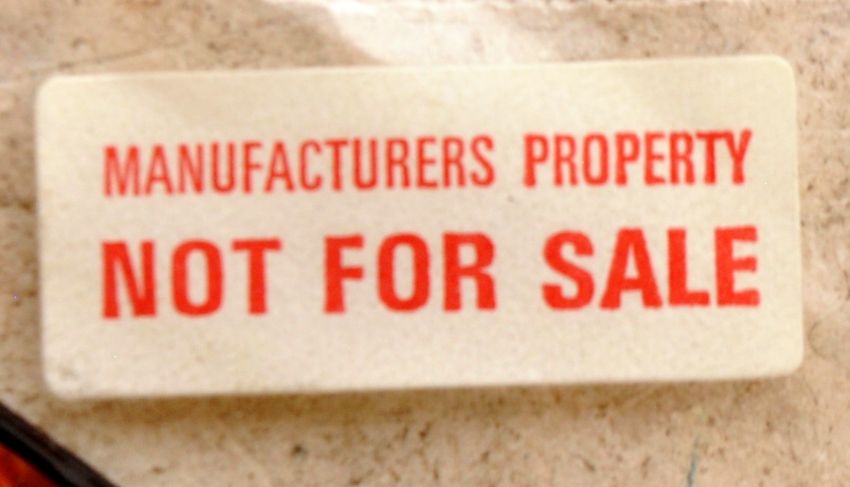 MANUFACTURERS PROPERTY
NOT FOR SALE